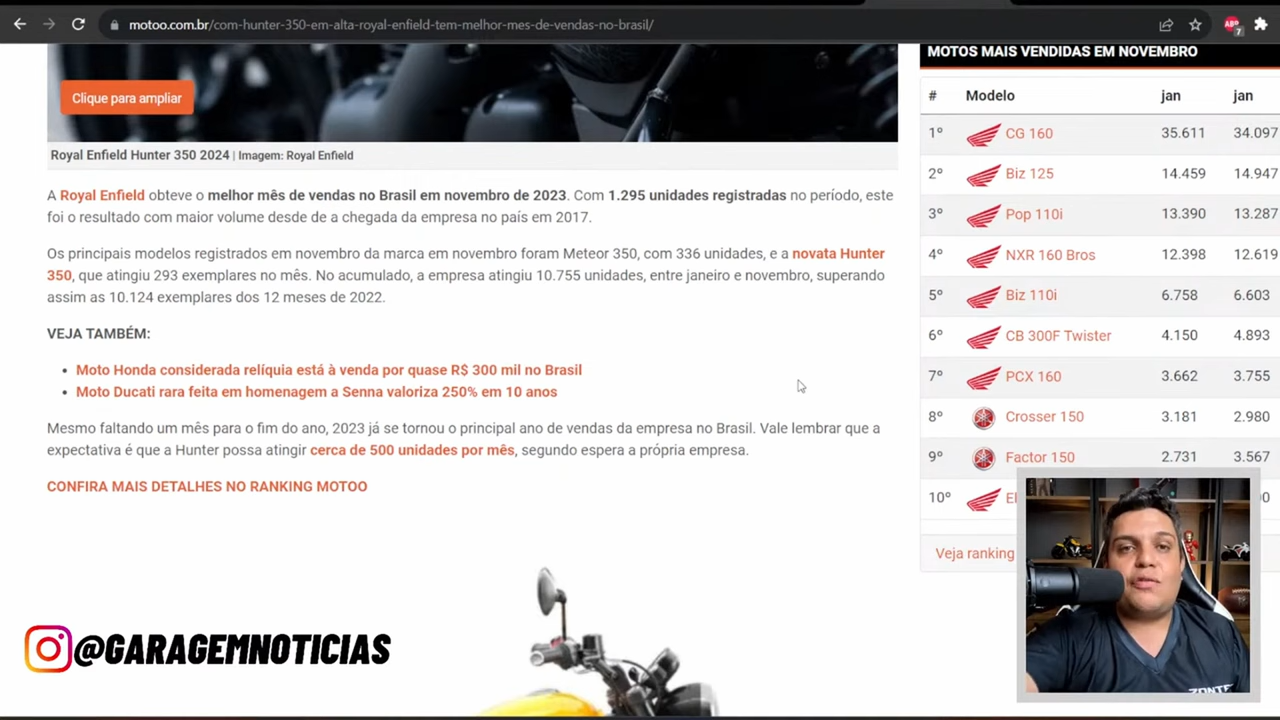 motoo.com.br/com-hunter-350-em-alta-royal-enfield-tem-melhor-mes-de-vendas-no-brasil/
ABP
7
Clique para ampliar
Royal Enfield Hunter 350 2024 | Imagem: Royal Enfield
A Royal Enfield obteve o melhor mês de vendas no Brasil em novembro de 2023. Com 1.295 unidades registradas no período, este
foi o resultado com maior volume desde de a chegada da empresa no país em 2017.
Os principais modelos registrados em novembro da marca em novembro foram Meteor 350, com 336 unidades, e a novata Hunter
350, que atingiu 293 exemplares no mês. No acumulado, a empresa atingiu 10.755 unidades, entre janeiro e novembro, superando
assim as 10.124 exemplares dos 12 meses de 2022.
VEJA TAMBÉM:
• Moto Honda considerada relíquia está à venda por quase R$ 300 mil no Brasil
• Moto Ducati rara feita em homenagem a Senna valoriza 250% em 10 anos
Mesmo faltando um mês para o fim do ano, 2023 já se tornou o principal ano de vendas da empresa no Brasil. Vale lembrar que a
expectativa é que a Hunter possa atingir cerca de 500 unidades por mês, segundo espera a própria empresa.
CONFIRA MAIS DETALHES NO RANKING MOTOO
MOTOS MAIS VENDIDAS EM NOVEMBRO
# Modelo jan jan
1º CG 160 35.611 34.097
2º Biz 125 14.459 14.947
3º Pop 110i 13.390 13.287
4º NXR 160 Bros 12.398 12.619
5º Biz 110i 6.758 6.603
6º CB 300F Twister 4.150 4.893
7º PCX 160 3.662 3.755
8º Crosser 150 3.181 2.980
9º Factor 150 2.731 3.567
10º
Veja ranking
@GARAGEMNOTICIAS